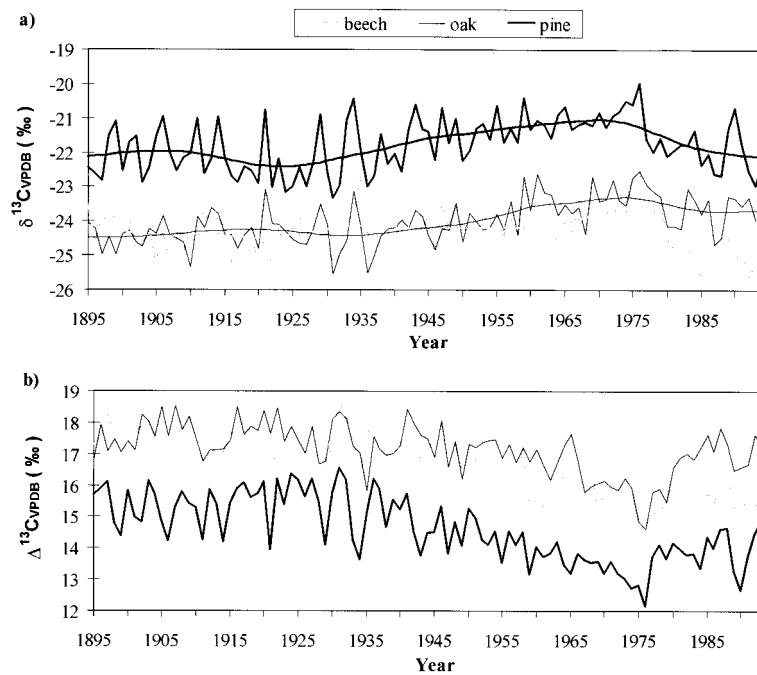 beech oak pine
a)
-19
-20
-21
-22
-23
-24
-25
-26
δ ¹³CVPDB ( ‰ )
1895 1905 1915 1925 1935 1945 1955 1965 1975 1985
Year
b)
19
18
17
16
15
14
13
12
Δ¹³CVPDB ( ‰ )
1895 1905 1915 1925 1935 1945 1955 1965 1975 1985
Year